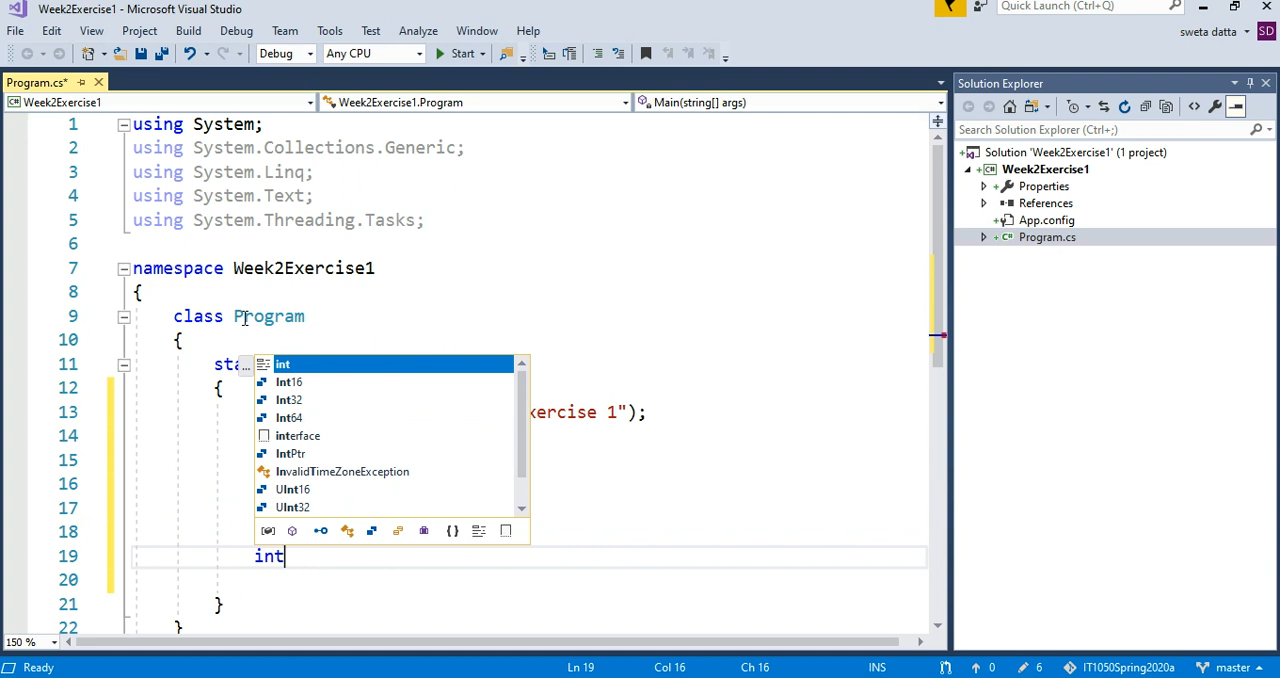 Week2Exercise1 - Microsoft Visual Studio
Quick Launch (Ctrl+Q)
File Edit View Project Build Debug Team Tools Test Analyze Window Help
sweta datta SD
Debug Any CPU Start
Program.cs*
Solution Explorer
C# Week2Exercise1 Week2Exercise1.Program Main(string[] args)
Search Solution Explorer (Ctrl+;)
1 using System;
2 using System.Collections.Generic;
3 using System.Linq;
4 using System.Text;
5 using System.Threading.Tasks;
6
7 namespace Week2Exercise1
8 {
9 class Program
10 {
11 sta...
12 {
13 xercise 1");
14
15
16
17
18
19 int
20
21 }
22 }
int
Int16
Int32
Int64
interface
IntPtr
InvalidTimeZoneException
UInt16
UInt32
Solution 'Week2Exercise1' (1 project)
C# Week2Exercise1
Properties
References
App.config
C# Program.cs
150 %
Ready Ln 19 Col 16 Ch 16 INS 0 6 IT1050Spring2020a master